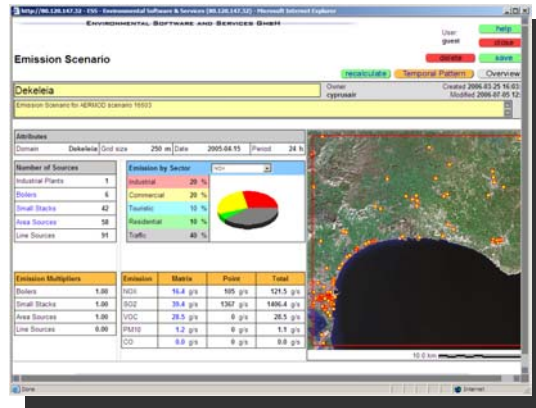 http://80.120.147.32 - ESS - Environmental Software & Services (80.120.147.32) - Microsoft Internet Explorer
Environmental Software and Services GmbH
User:
guest
help
close
Emission Scenario
delete
save
recalculate
Temporal Pattern
Overview
Dekeleia
Owner
cyprusair
Created 2006-03-25 16:03:
Modified 2006-07-05 12:
Emission Scenario for AERMOD scenario 16603
Attributes
Domain Dekeleia Grid size 250 m Date 2005.04.15 Period 24 h
Number of Sources
Industrial Plants 1
Boilers 6
Small Stacks 42
Area Sources 58
Line Sources 91
Emission by Sector NOX
Industrial 20 %
Commercial 20 %
Touristic 10 %
Residential 10 %
Traffic 40 %
Emission Multipliers
Boilers 1.00
Small Stacks 1.00
Area Sources 1.00
Line Sources 0.00
Emission Matrix Point Total
NOX 16.4 g/s 105 g/s 121.5 g/s
SO2 39.4 g/s 1367 g/s 1406.4 g/s
VOC 28.5 g/s 0 g/s 28.5 g/s
PM10 1.2 g/s 0 g/s 1.1 g/s
CO 0.0 g/s 0 g/s 0.0 g/s
10.0 km
Done
Internet